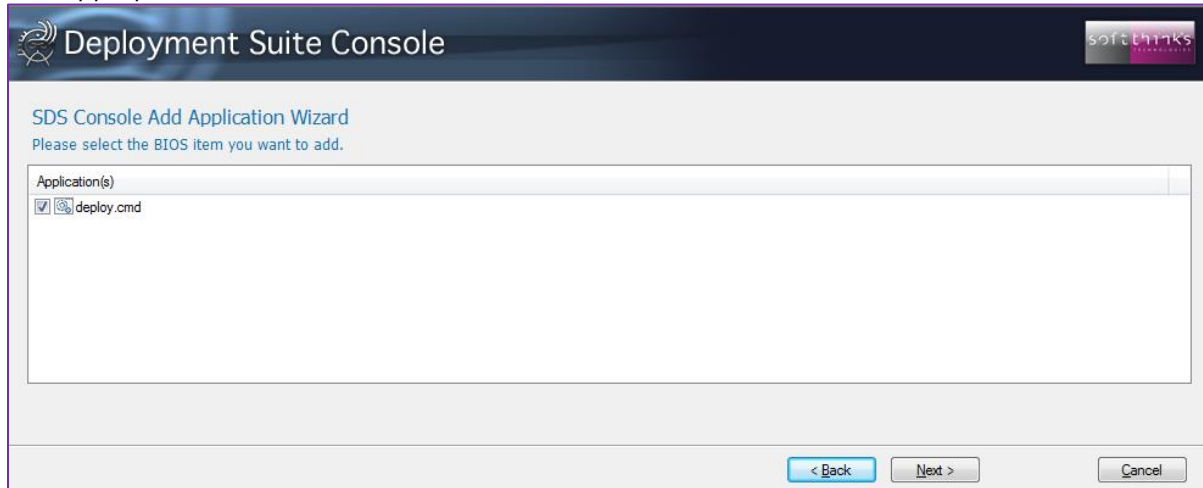 Deployment Suite Console
softthinks
TECHNOLOGIES
SDS Console Add Application Wizard
Please select the BIOS item you want to add.
Application(s)
deploy.cmd
< Back
Next >
Cancel